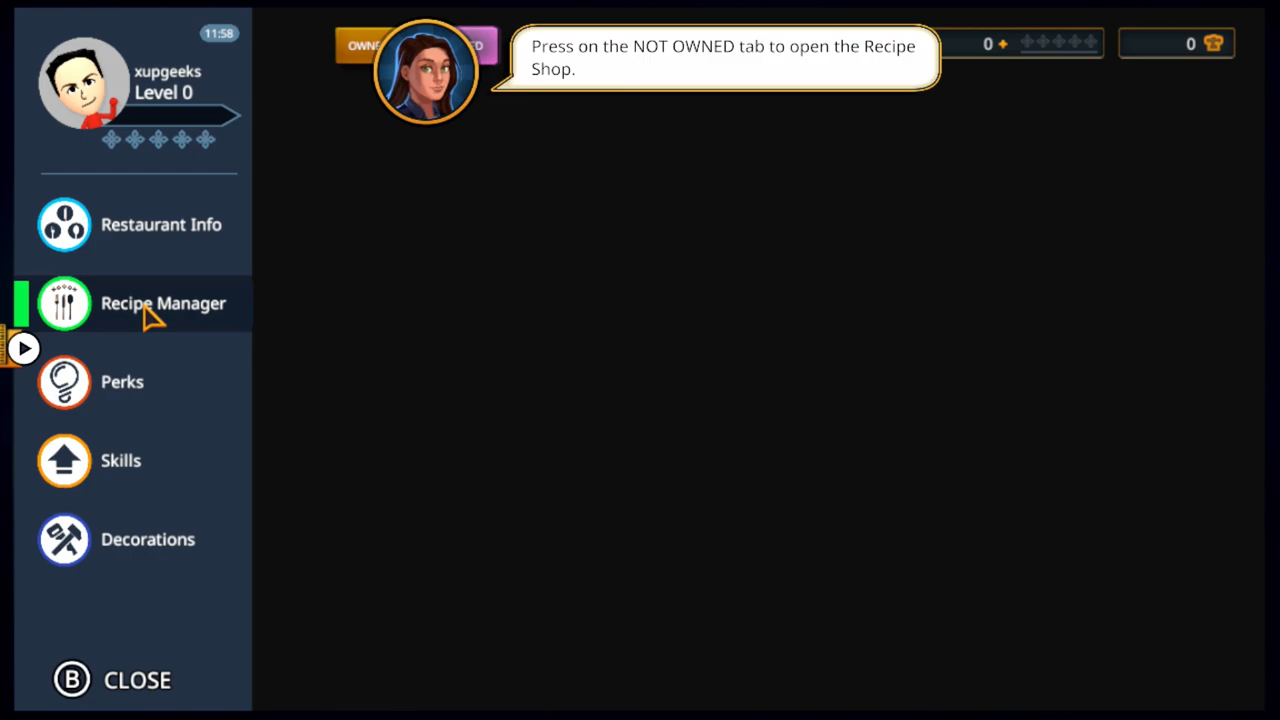 11:58
xupgeeks
Level 0
Press on the NOT OWNED tab to open the Recipe
Shop.
0
0
Restaurant Info
Recipe Manager
Perks
Skills
Decorations
B CLOSE